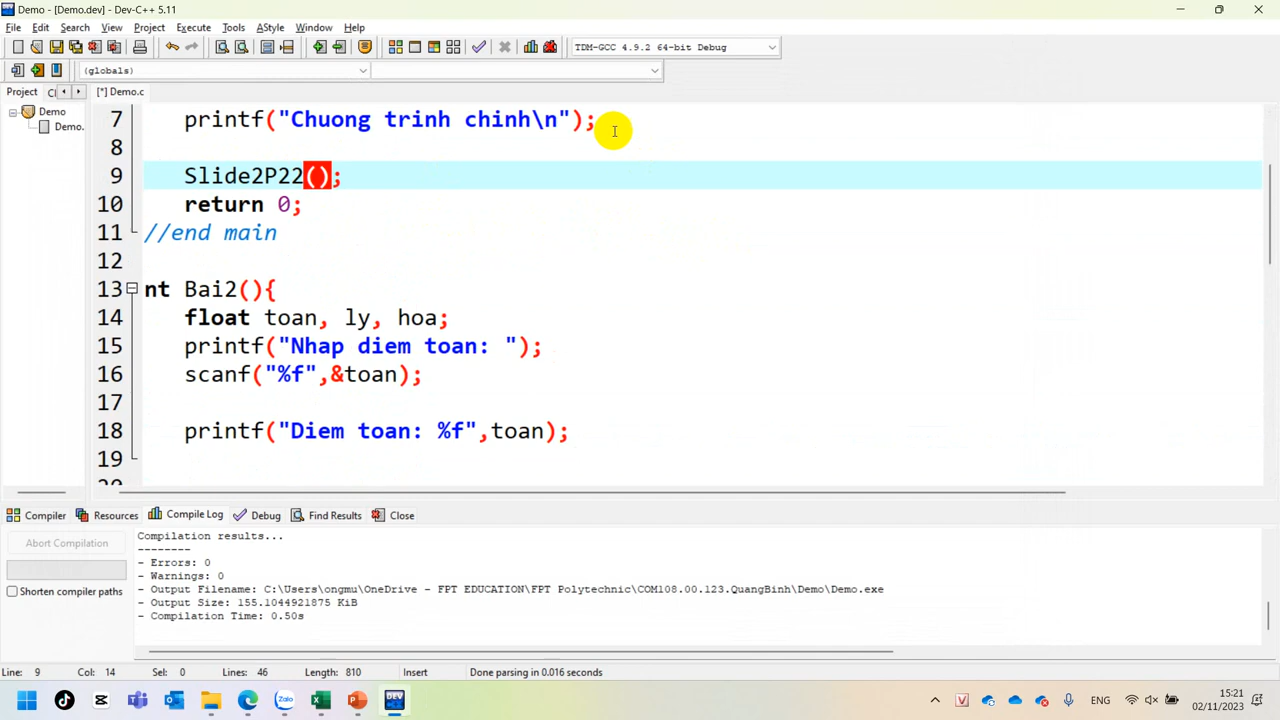 Demo - [Demo.dev] - Dev-C++ 5.11
File Edit Search View Project Execute Tools AStyle Window Help
TDM-GCC 4.9.2 64-bit Debug
(globals)
Project Cl [*] Demo.c
Demo
Demo.
7 printf("Chuong trinh chinh\n");
8
9 Slide2P22();
10 return 0;
11 //end main
12
13 nt Bai2(){
14 float toan, ly, hoa;
15 printf("Nhap diem toan: ");
16 scanf("%f",&toan);
17
18 printf("Diem toan: %f",toan);
19
20
Compiler Resources Compile Log Debug Find Results Close
Abort Compilation
Shorten compiler paths
Compilation results...
--------
- Errors: 0
- Warnings: 0
- Output Filename: C:\Users\ongmu\OneDrive - FPT EDUCATION\FPT Polytechnic\COM108.00.123.QuangBinh\Demo\Demo.exe
- Output Size: 155.1044921875 KiB
- Compilation Time: 0.50s
Line: 9 Col: 14 Sel: 0 Lines: 46 Length: 810 Insert Done parsing in 0.016 seconds
ENG
15:21
02/11/2023